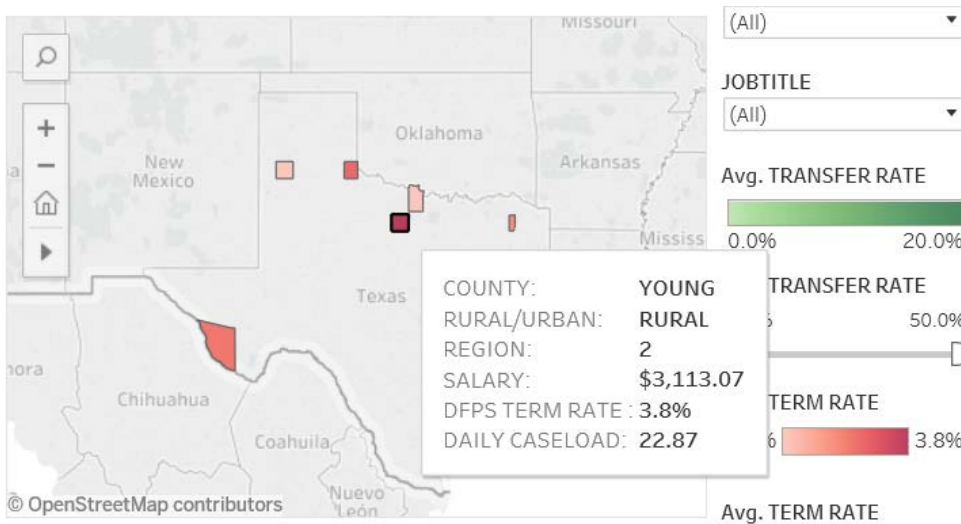 (All)
JOBTITLE
(All)
Avg. TRANSFER RATE
0.0% 20.0%
TRANSFER RATE
50.0%
TERM RATE
% 3.8%
Avg. TERM RATE
Missouri
Oklahoma
New
Mexico
Arkansas
Mississ
Texas
Chihuahua
Coahuila
Nuevo
León
© OpenStreetMap contributors
COUNTY: YOUNG
RURAL/URBAN: RURAL
REGION: 2
SALARY: $3,113.07
DFPS TERM RATE : 3.8%
DAILY CASELOAD: 22.87